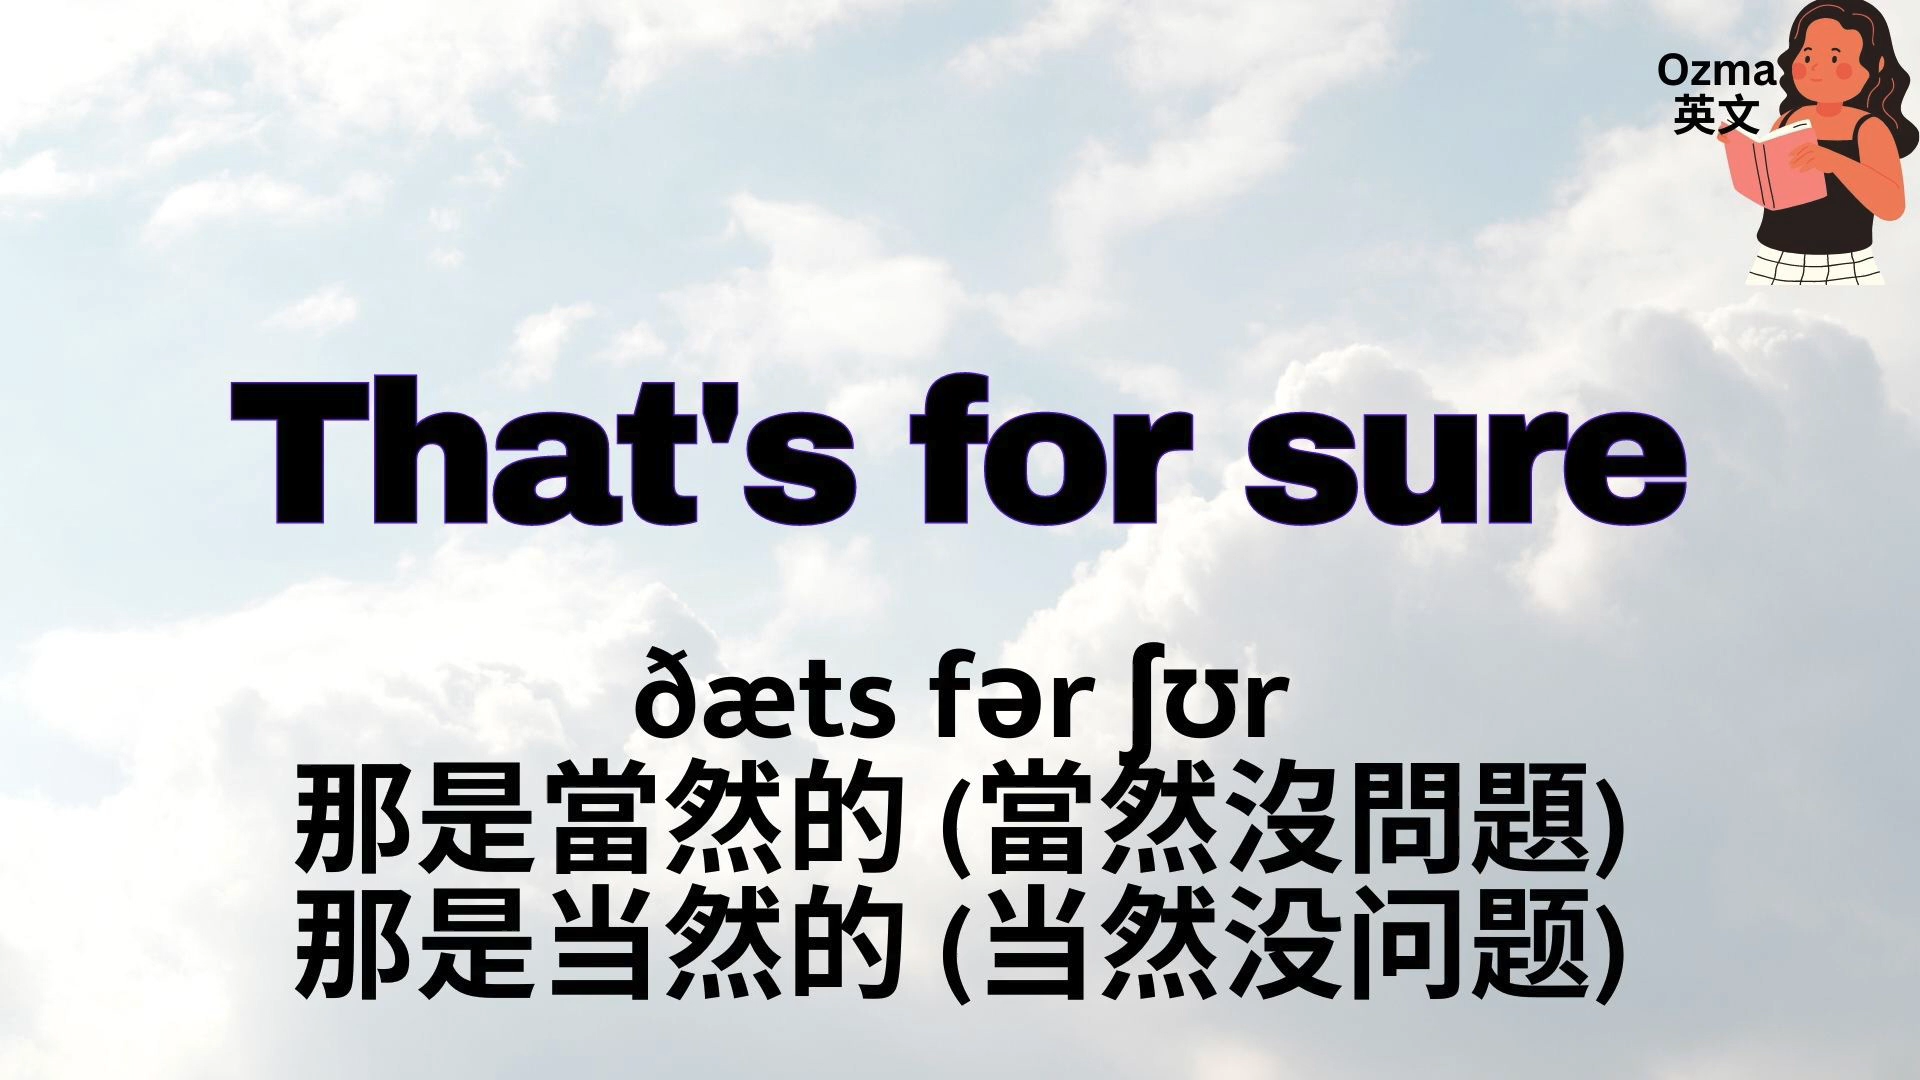 Ozma
英文
That's for sure
ðæts fər ʃʊr
那是當然的 (當然沒問題)
那是当然的 (当然没问题)